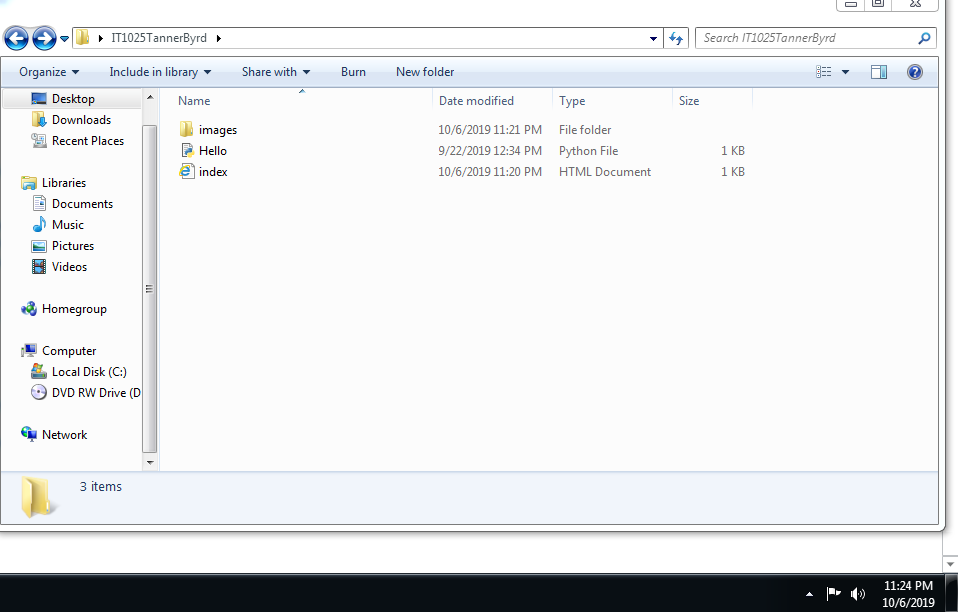 IT1025TannerByrd
Search IT1025TannerByrd
Organize Include in library Share with Burn New folder
Desktop
Downloads
Recent Places
Libraries
Documents
Music
Pictures
Videos
Homegroup
Computer
Local Disk (C:)
DVD RW Drive (D
Network
Name Date modified Type Size
images 10/6/2019 11:21 PM File folder
Hello 9/22/2019 12:34 PM Python File 1 KB
index 10/6/2019 11:20 PM HTML Document 1 KB
3 items
11:24 PM
10/6/2019